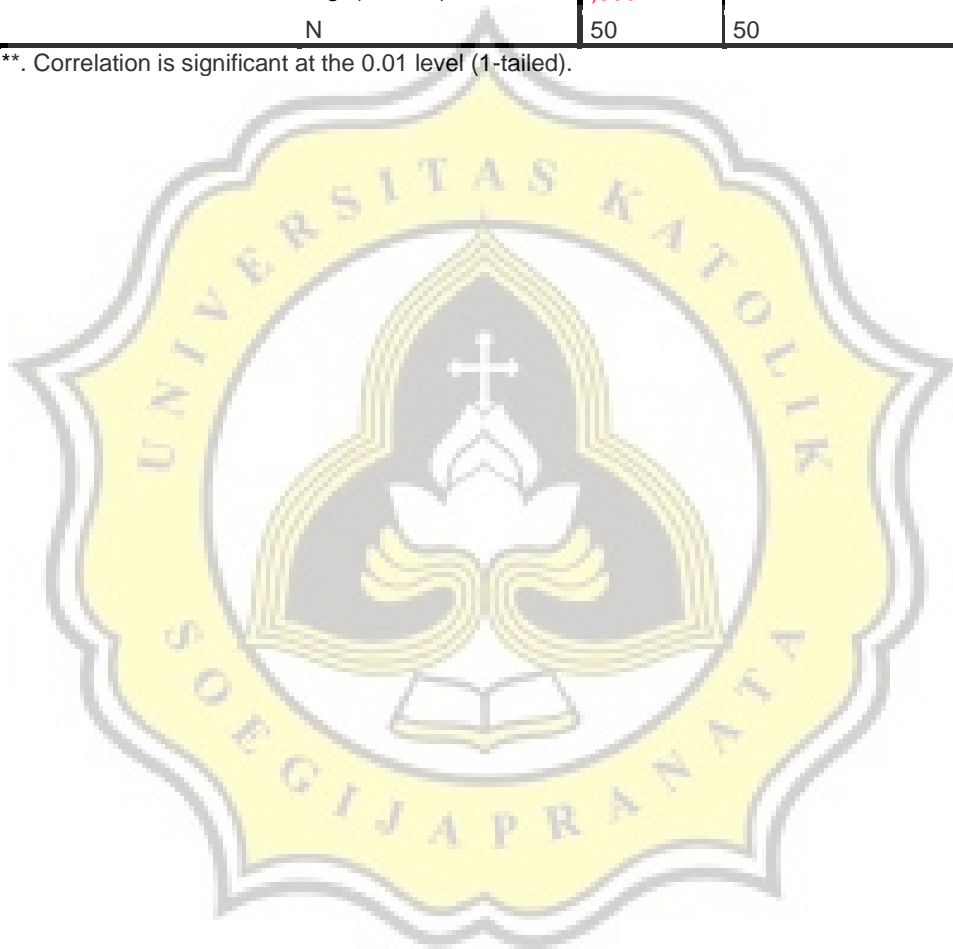 N 50 50
**. Correlation is significant at the 0.01 level (1-tailed).
UNIVERSITAS KATOLIK
SOEGIJAPRANATA